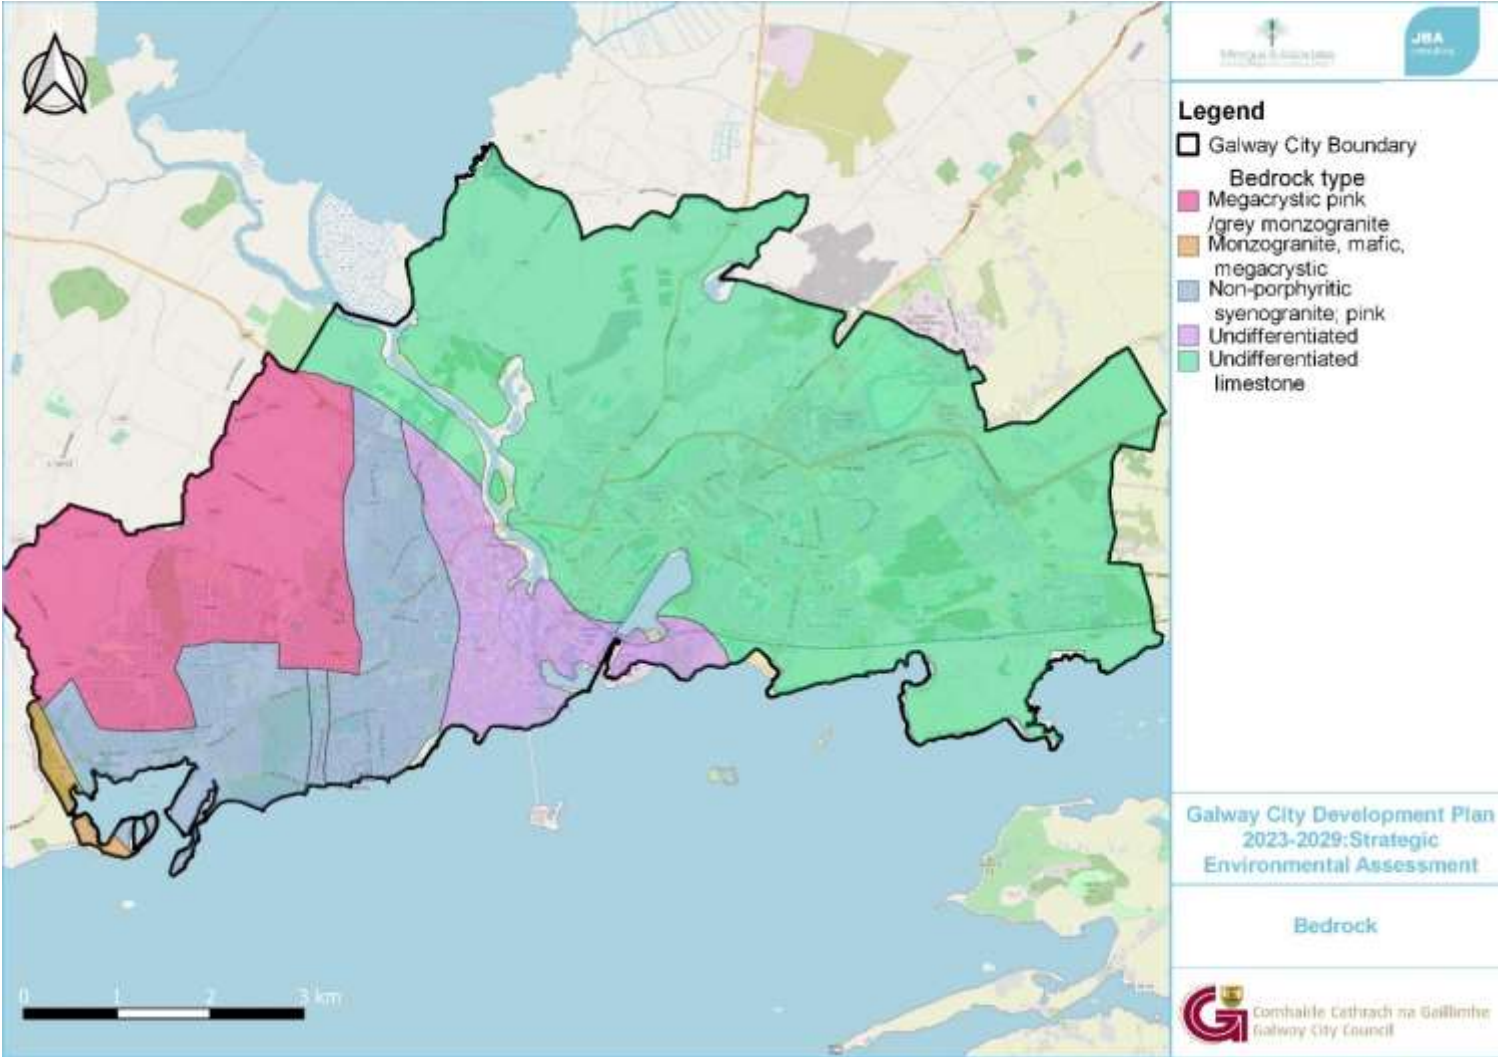 JBA
consulting
Legend
Galway City Boundary
Bedrock type
Megacrystic pink
/grey monzogranite
Monzogranite, mafic,
megacrystic
Non-porphyritic
syenogranite; pink
Undifferentiated
Undifferentiated
limestone
Galway City Development Plan
2023-2029:Strategic
Environmental Assessment
Bedrock
Comhairle Cathrach na Gaillimhe
Galway City Council
0 1 2 3 km